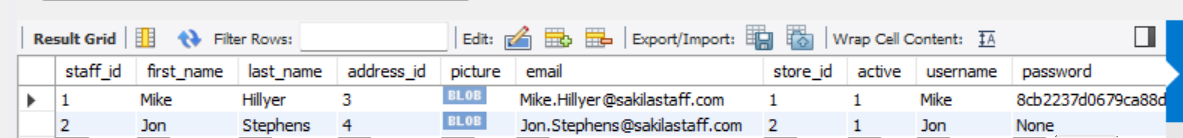 Result Grid Filter Rows: Edit: Export/Import: Wrap Cell Content: IA
staff_id first_name last_name address_id picture email store_id active username password
1 Mike Hillyer 3 BLOB Mike.Hillyer@sakilastaff.com 1 1 Mike 8cb2237d0679ca88d
2 Jon Stephens 4 BLOB Jon.Stephens@sakilastaff.com 2 1 Jon None